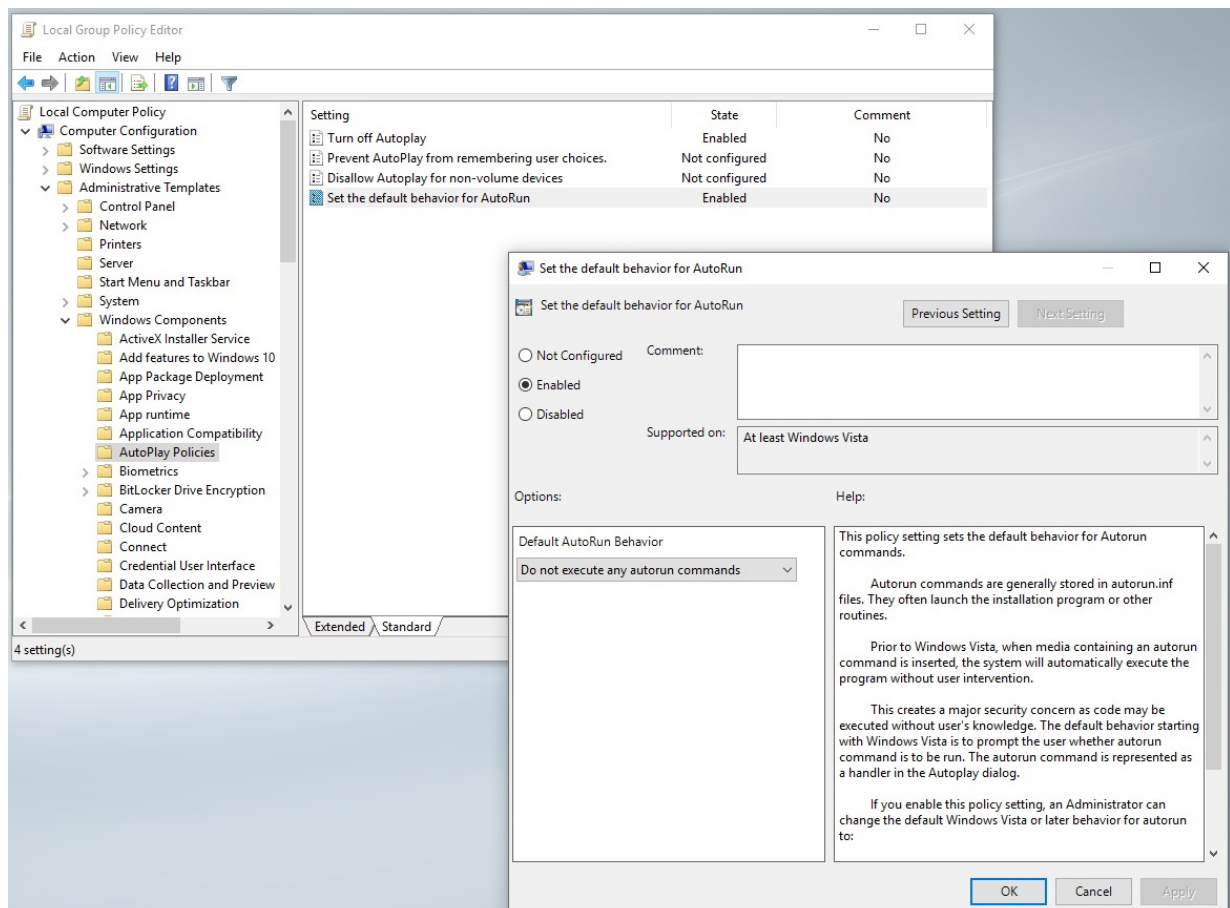 Local Group Policy Editor
File Action View Help
Local Computer Policy
Computer Configuration
Software Settings
Windows Settings
Administrative Templates
Control Panel
Network
Printers
Server
Start Menu and Taskbar
System
Windows Components
ActiveX Installer Service
Add features to Windows 10
App Package Deployment
App Privacy
App runtime
Application Compatibility
AutoPlay Policies
Biometrics
BitLocker Drive Encryption
Camera
Cloud Content
Connect
Credential User Interface
Data Collection and Preview
Delivery Optimization
Setting State Comment
Turn off Autoplay Enabled No
Prevent AutoPlay from remembering user choices. Not configured No
Disallow Autoplay for non-volume devices Not configured No
Set the default behavior for AutoRun Enabled No
Extended Standard
4 setting(s)
Set the default behavior for AutoRun
Set the default behavior for AutoRun
Previous Setting Next Setting
Not Configured
Enabled
Disabled
Comment:
Supported on: At least Windows Vista
Options:
Default AutoRun Behavior
Do not execute any autorun commands
Help:
This policy setting sets the default behavior for Autorun
commands.
Autorun commands are generally stored in autorun.inf
files. They often launch the installation program or other
routines.
Prior to Windows Vista, when media containing an autorun
command is inserted, the system will automatically execute the
program without user intervention.
This creates a major security concern as code may be
executed without user's knowledge. The default behavior starting
with Windows Vista is to prompt the user whether autorun
command is to be run. The autorun command is represented as
a handler in the Autoplay dialog.
If you enable this policy setting, an Administrator can
change the default Windows Vista or later behavior for autorun
to:
OK Cancel Apply